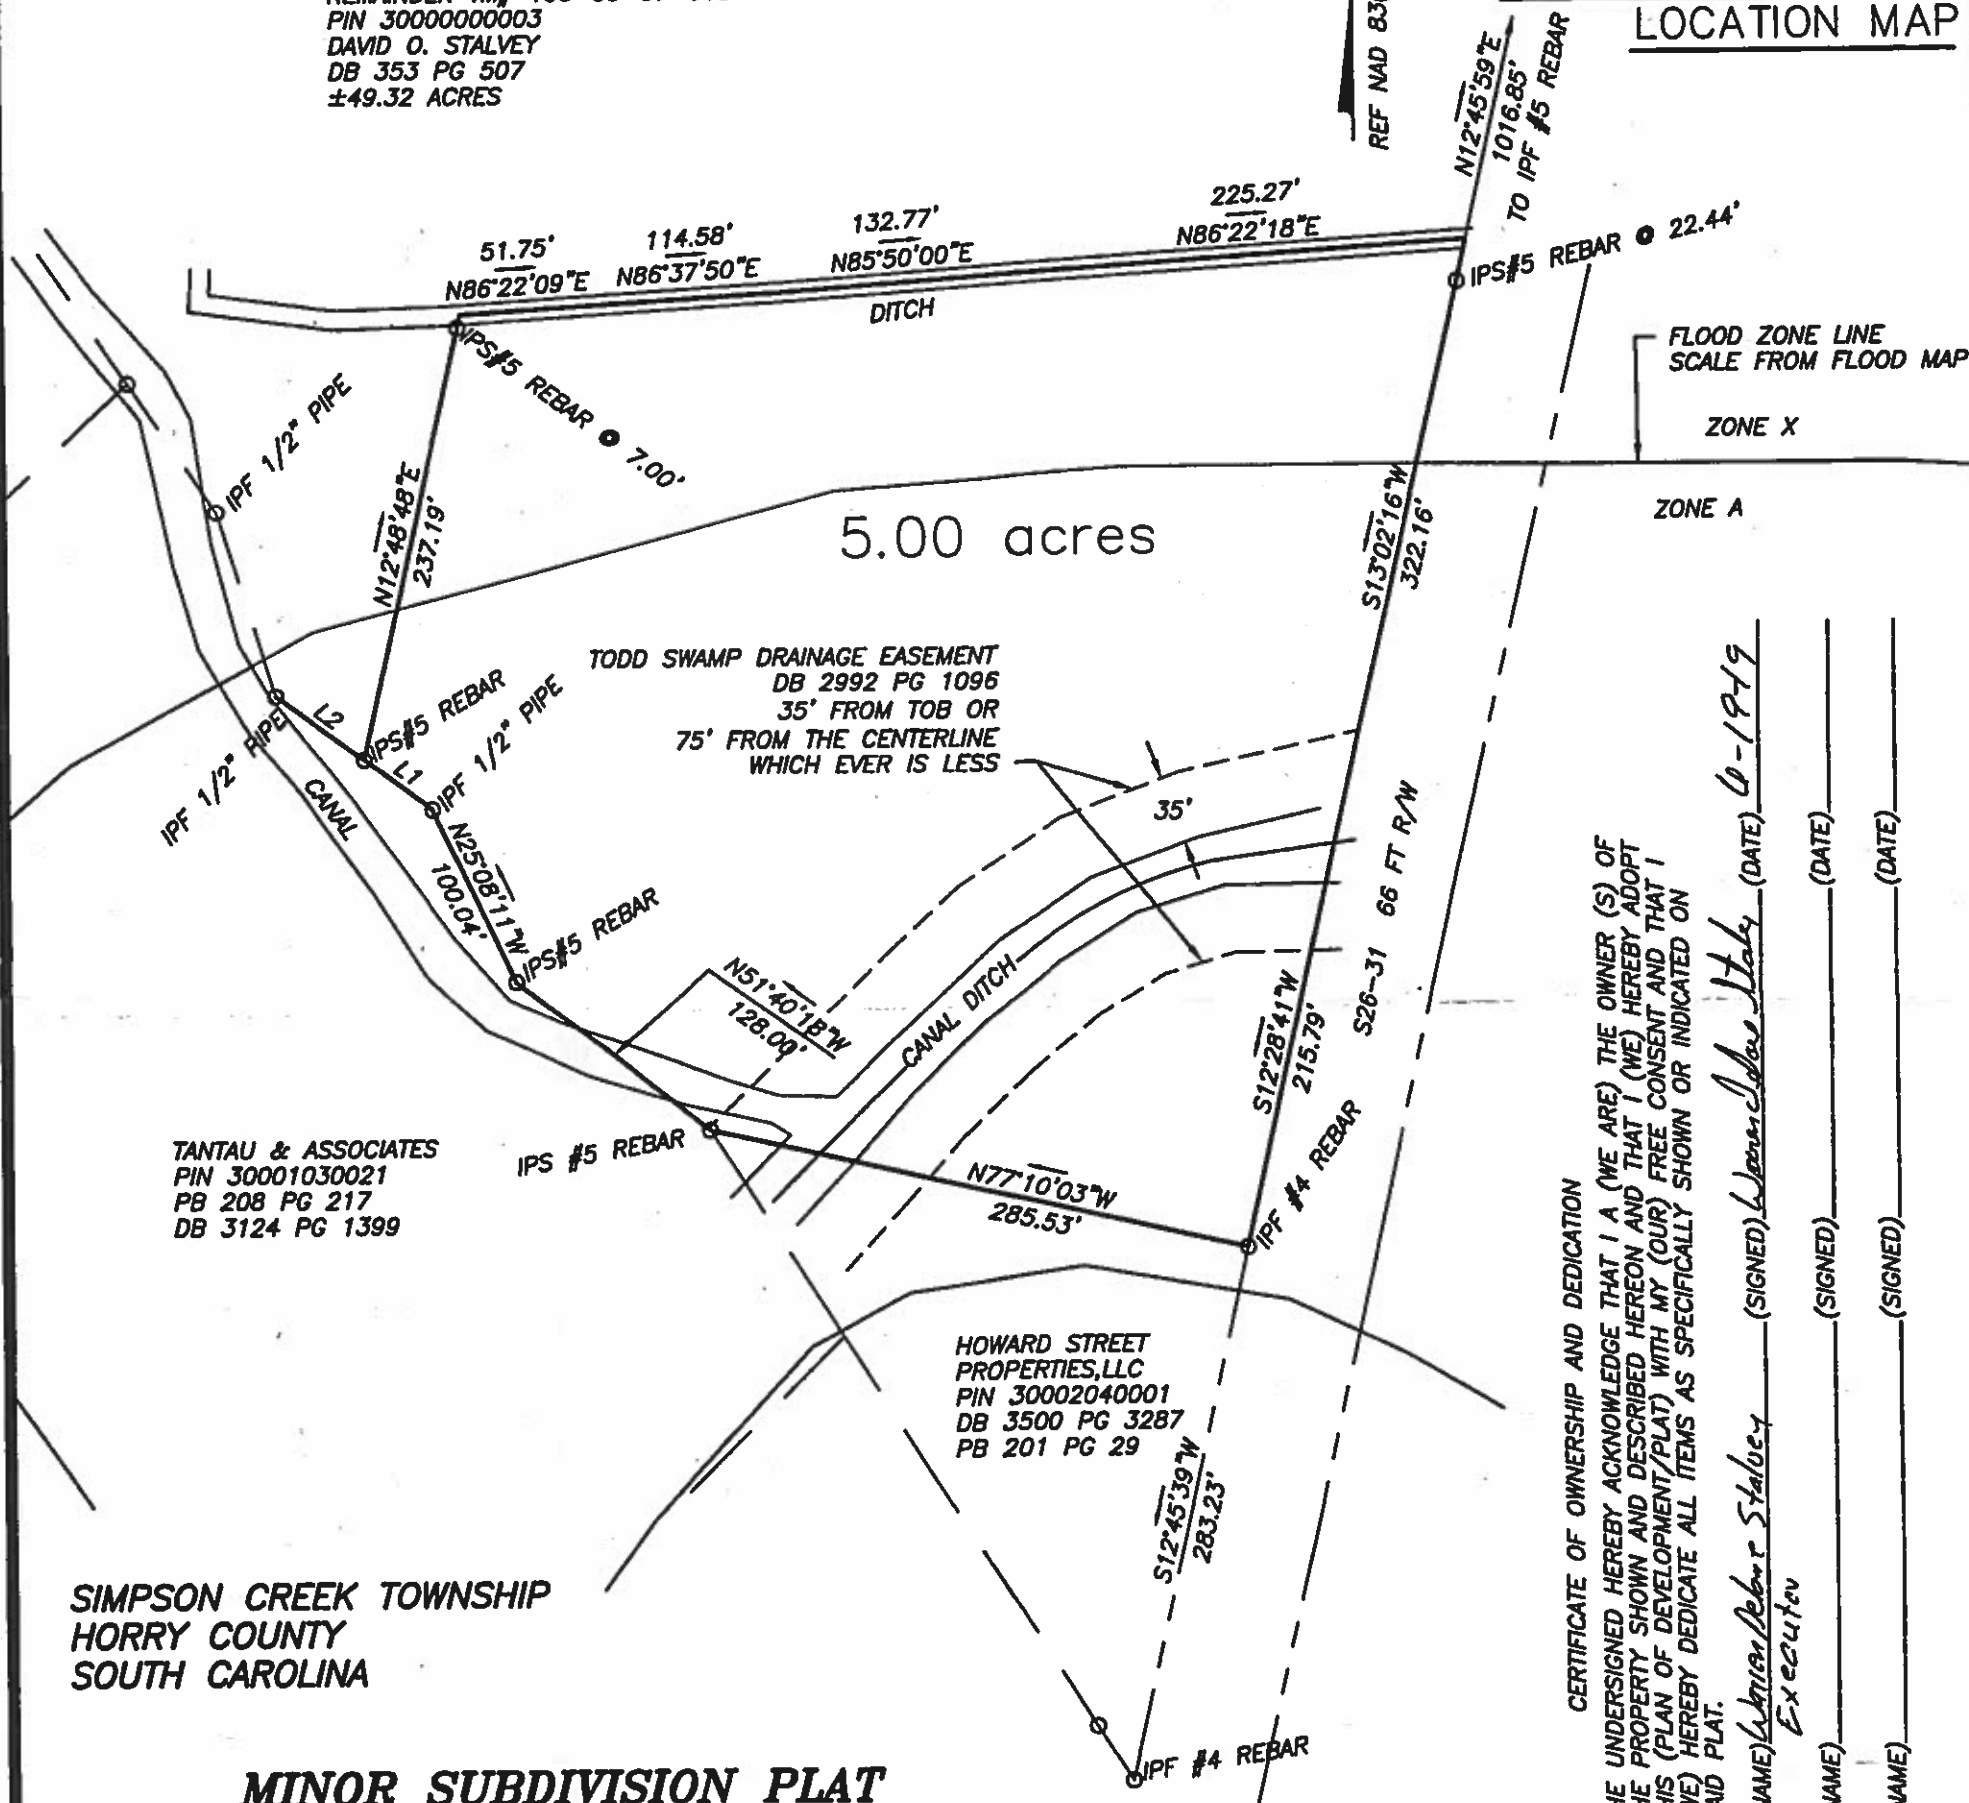 PIN 30000000003
DAVID O. STALVEY
DB 353 PG 507
±49.32 ACRES
REF NAD 83
N12°45'59"E
1016.85'
TO IPF #5 REBAR
LOCATION MAP
51.75'
N86°22'09"E
114.58'
N86°37'50"E
132.77'
N85°50'00"E
225.27'
N86°22'18"E
DITCH
IPS#5 REBAR @ 22.44'
IPS#5 REBAR @ 7.00'
FLOOD ZONE LINE
SCALE FROM FLOOD MAP
ZONE X
ZONE A
IPF 1/2" PIPE
N12°48'48"E
237.19'
5.00 acres
S13°02'16"W
322.16'
TODD SWAMP DRAINAGE EASEMENT
DB 2992 PG 1096
35' FROM TOB OR
75' FROM THE CENTERLINE
WHICH EVER IS LESS
35'
L2
IPS#5 REBAR
L1
IPF 1/2" PIPE
IPF 1/2" PIPE
CANAL
N25°08'11"W
100.04'
IPS#5 REBAR
N51°40'18"W
128.00'
CANAL DITCH
S26-31 66 FT R/W
S12°28'41"W
215.79'
IPS #5 REBAR
N77°10'03"W
285.53'
IPF #4 REBAR
TANTAU & ASSOCIATES
PIN 30001030021
PB 208 PG 217
DB 3124 PG 1399
HOWARD STREET
PROPERTIES,LLC
PIN 30002040001
DB 3500 PG 3287
PB 201 PG 29
S12°45'39"W
283.23'
IPF #4 REBAR
SIMPSON CREEK TOWNSHIP
HORRY COUNTY
SOUTH CAROLINA
MINOR SUBDIVISION PLAT
CERTIFICATE OF OWNERSHIP AND DEDICATION
HE UNDERSIGNED HEREBY ACKNOWLEDGE THAT I A (WE ARE) THE OWNER (S) OF
HE PROPERTY SHOWN AND DESCRIBED HEREON AND THAT I (WE) HEREBY ADOPT
HIS (PLAN OF DEVELOPMENT/PLAT) WITH MY (OUR) FREE CONSENT AND THAT I
WE) HEREBY DEDICATE ALL ITEMS AS SPECIFICALLY SHOWN OR INDICATED ON
AID PLAT.
NAME) Stalvey (SIGNED) (DATE) 6-19-19
Executor
NAME) (SIGNED) (DATE)
NAME) (SIGNED) (DATE)